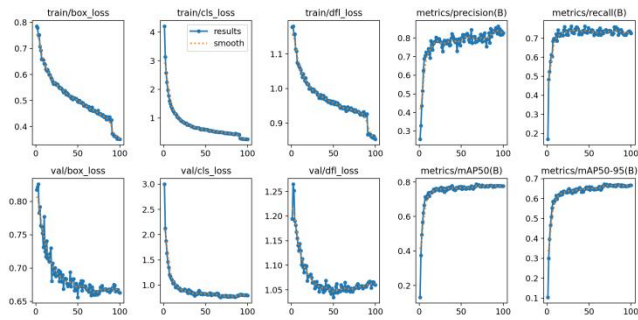 train/box_loss
train/cls_loss
train/dfl_loss
metrics/precision(B)
metrics/recall(B)
0.8
0.7
0.6
0.5
0.4
0 50 100
results
smooth
4
3
2
1
0 50 100
1.1
1.0
0.9
0 50 100
0.8
0.7
0.6
0.5
0.4
0.3
0 50 100
0.7
0.6
0.5
0.4
0.3
0.2
0 50 100
val/box_loss
val/cls_loss
val/dfl_loss
metrics/mAP50(B)
metrics/mAP50-95(B)
0.80
0.75
0.70
0.65
0 50 100
3.0
2.5
2.0
1.5
1.0
0 50 100
1.25
1.20
1.15
1.10
1.05
0 50 100
0.8
0.6
0.4
0.2
0 50 100
0.7
0.6
0.5
0.4
0.3
0.2
0.1
0 50 100